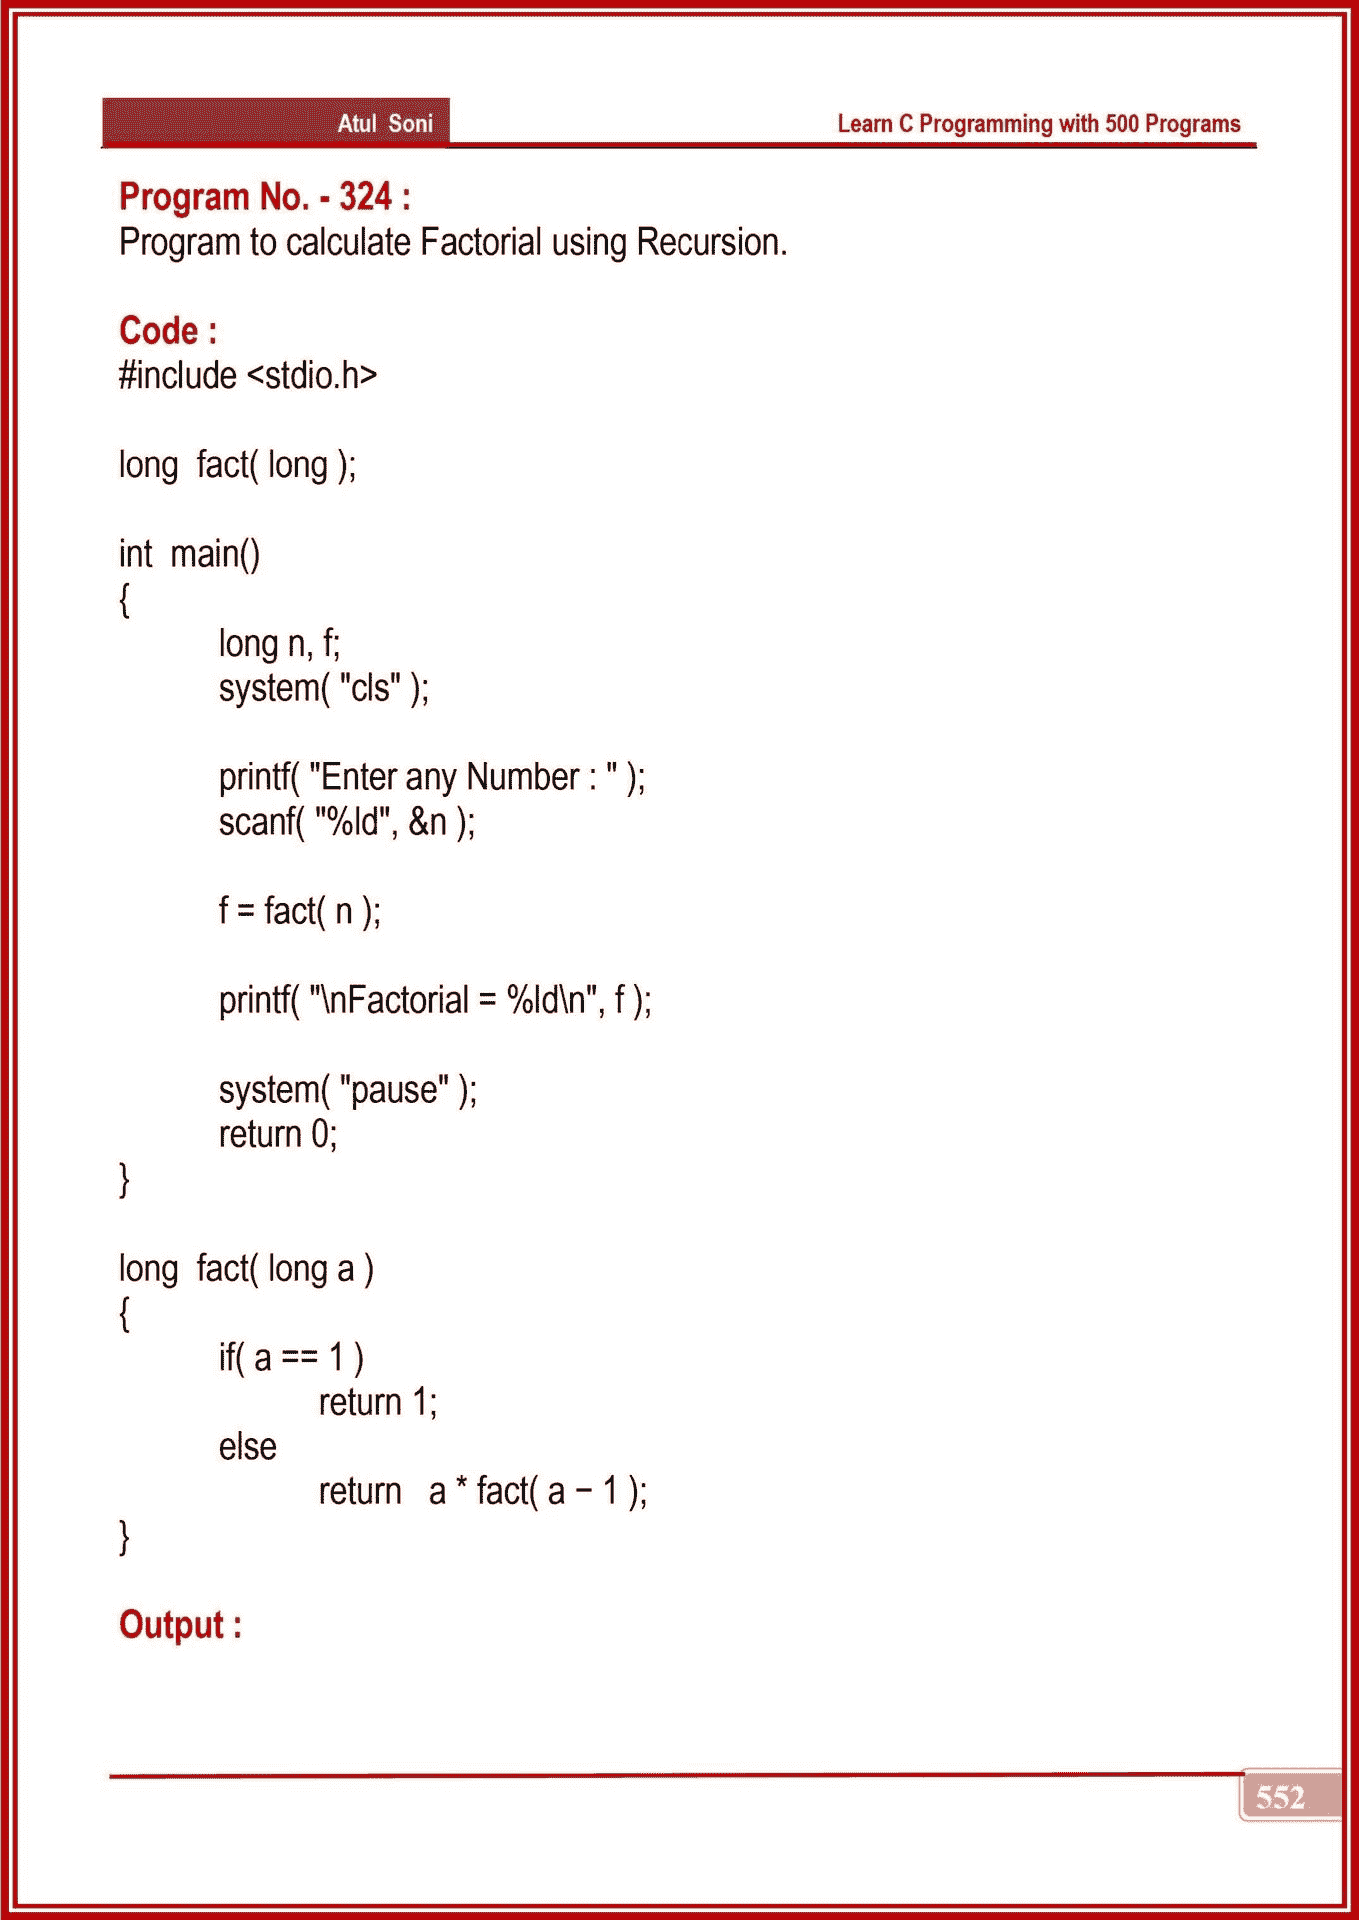 Atul Soni
Learn C Programming with 500 Programs
Program No. - 324 :
Program to calculate Factorial using Recursion.
Code :
#include <stdio.h>
long fact( long );
int main()
{
long n, f;
system( "cls" );
printf( "Enter any Number : " );
scanf( "%ld", &n );
f = fact( n );
printf( "\nFactorial = %ld\n", f );
system( "pause" );
return 0;
}
long fact( long a )
{
if( a == 1 )
return 1;
else
return a * fact( a – 1 );
}
Output :
552